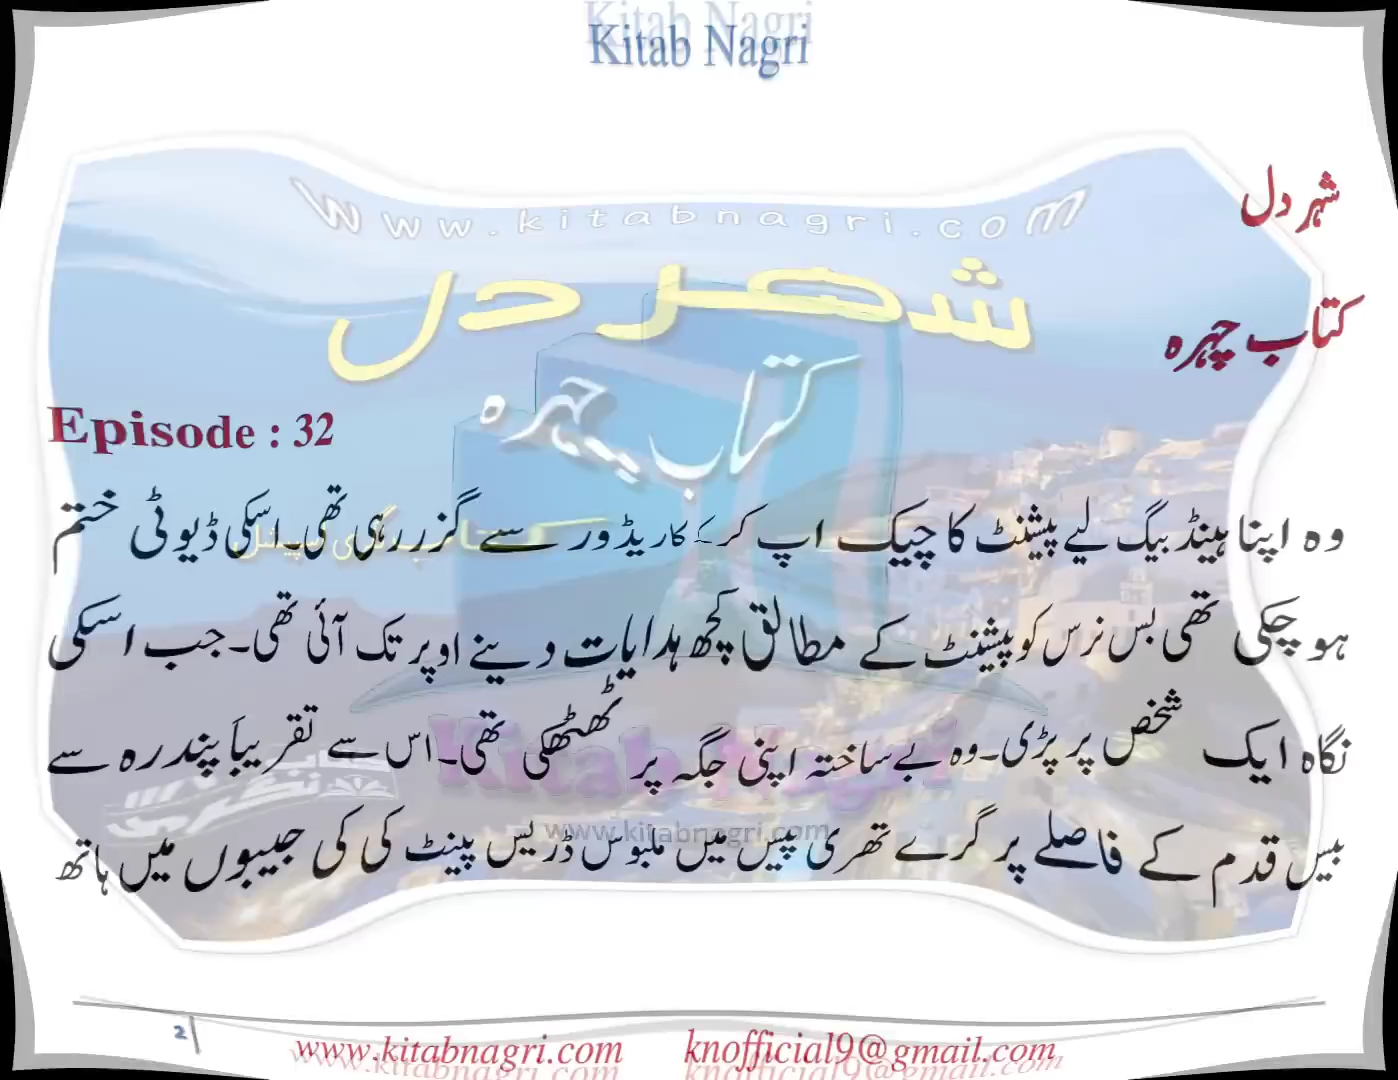 Kitab Nagri
www.kitabnagri.com
شہر دل
شھر دل
کتاب چہرہ
کتاب چہرہ
Episode : 32
وہ اپنا ہینڈ بیگ لیے پیشنٹ کا چیک اپ کر کے کاریڈور سے گزر رہی تھی۔اسکی ڈیوٹی ختم
ہو چکی تھی بس نرس کو پیشنٹ کے مطالق کچھ ہدایات دینے اوپر تک آئی تھی۔جب اسکی
نگاہ ایک شخص پر پڑی۔وہ بے ساختہ اپنی جگہ پر ٹھٹھکی تھی۔اس سے تقریباً پندرہ سے
Kitab Nagri
www.kitabnagri.com
بیس قدم کے فاصلے پر گرے تھری پیس میں ملبوس ڈریس پینٹ کی کی جیبوں میں ہاتھ
2
www.kitabnagri.com knofficial9@gmail.com